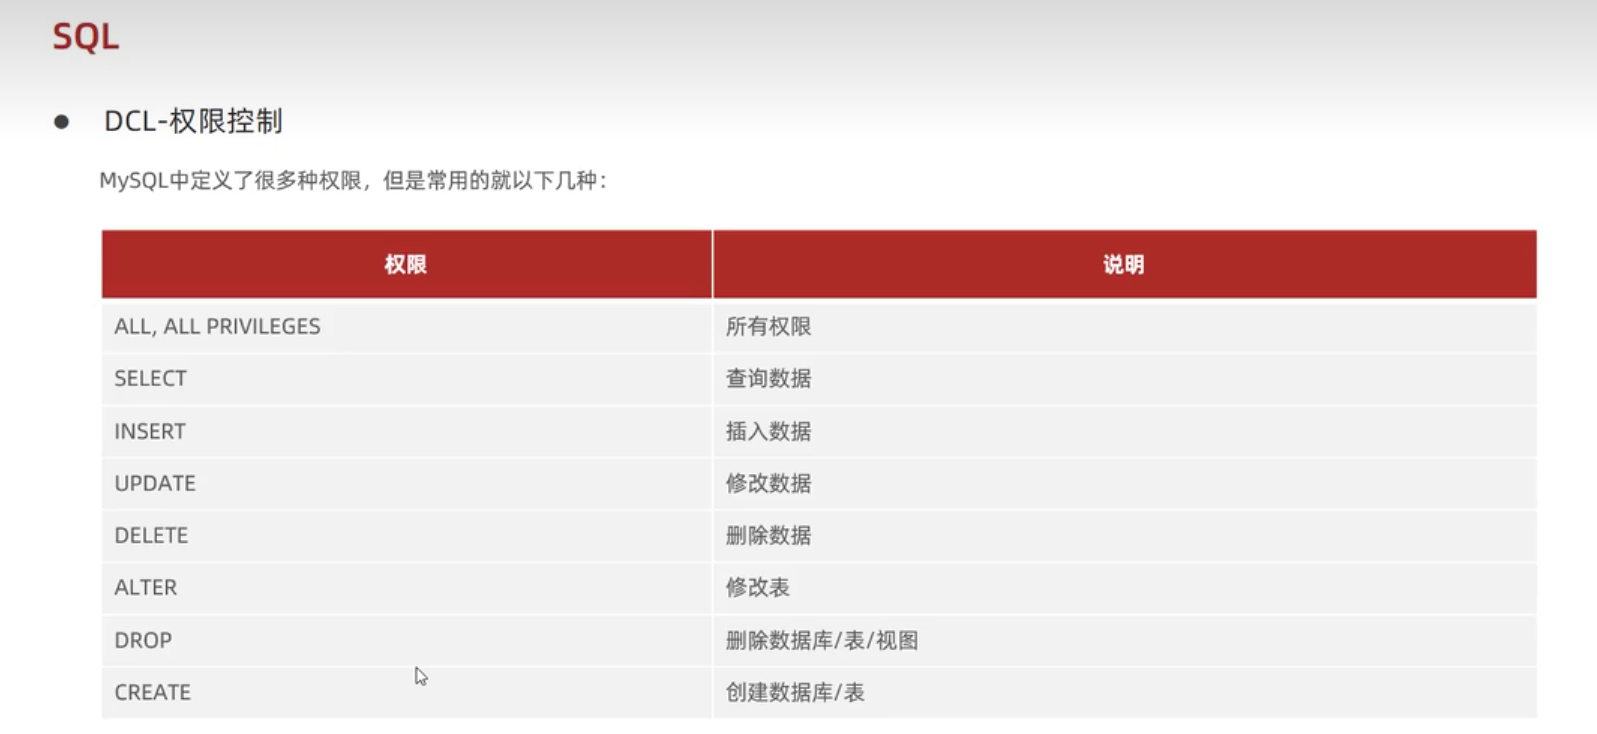 SQL
● DCL-权限控制
MySQL中定义了很多种权限，但是常用的就以下几种：
权限 说明
ALL, ALL PRIVILEGES 所有权限
SELECT 查询数据
INSERT 插入数据
UPDATE 修改数据
DELETE 删除数据
ALTER 修改表
DROP 删除数据库/表/视图
CREATE 创建数据库/表